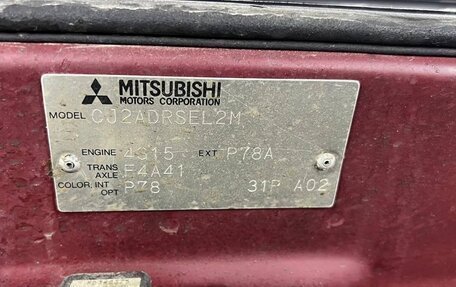 MITSUBISHI
MOTORS CORPORATION
MODEL CJ2ADRSEL2M
ENGINE 4G15 EXT P78A
TRANS AXLE F4A41
COLOR, INT OPT P78 31P A02